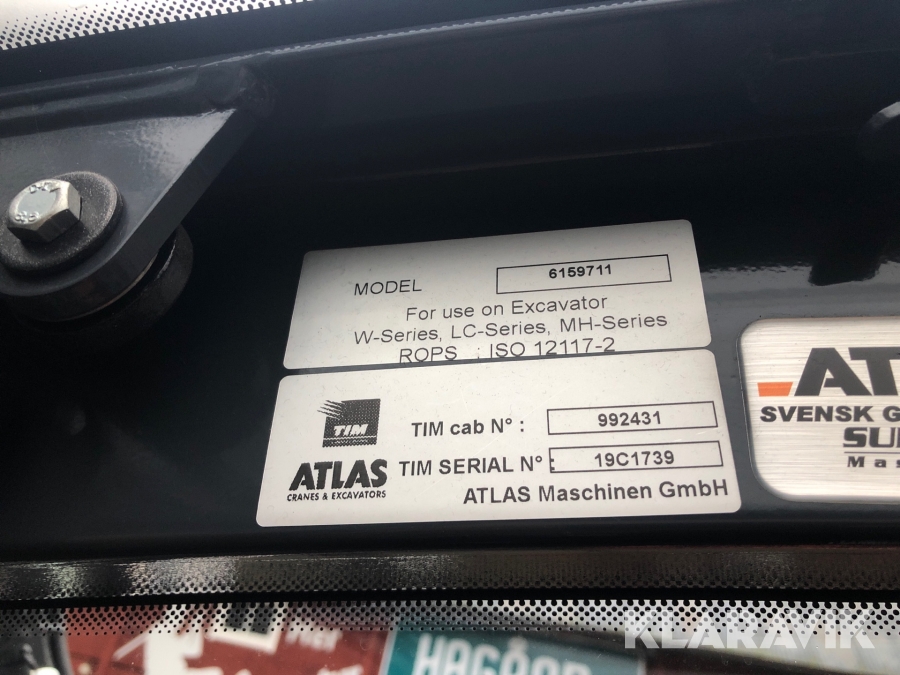 MODEL 6159711
For use on Excavator
W-Series, LC-Series, MH-Series
ROPS : ISO 12117-2
TIM
TIM cab N° : 992431
ATLAS
CRANES & EXCAVATORS
TIM SERIAL N° : 19C1739
ATLAS Maschinen GmbH
SVENSK
KLARAVIK